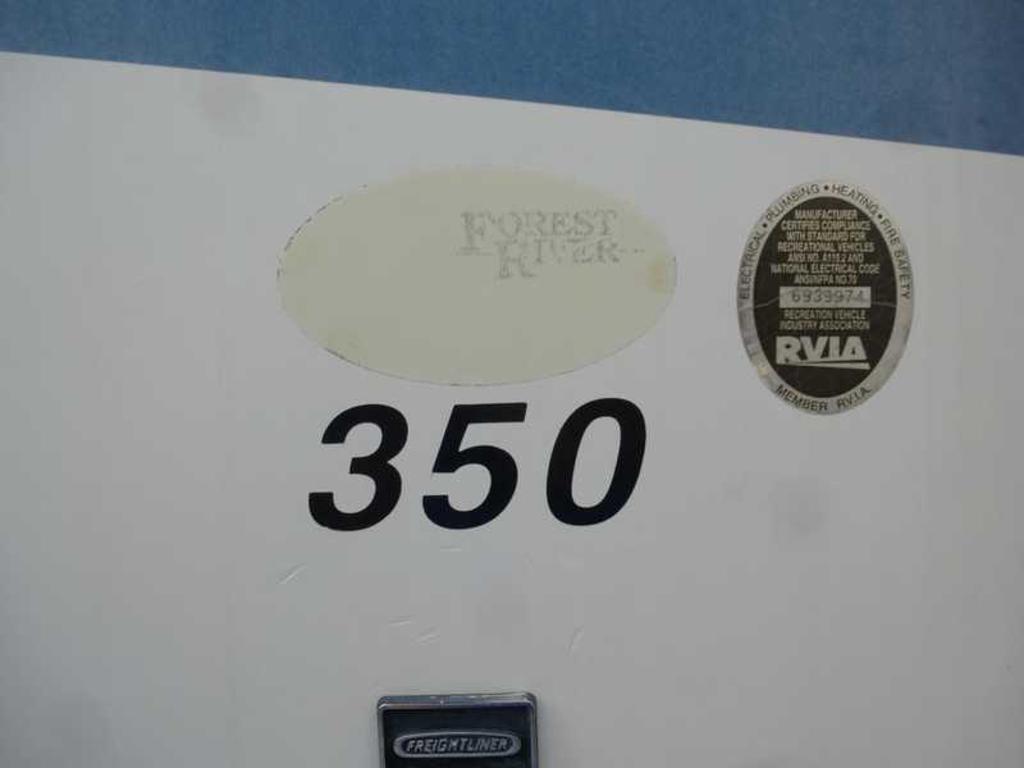 FOREST
RIVER
350
ELECTRICAL • PLUMBING • HEATING • FIRE SAFETY
MANUFACTURER
CERTIFIES COMPLIANCE
WITH STANDARD FOR
RECREATIONAL VEHICLES
ANSI NO. A119.2 AND
NATIONAL ELECTRICAL CODE
ANSI/NFPA NO.70
6939974
RECREATION VEHICLE
INDUSTRY ASSOCIATION
RVIA
MEMBER R.V.I.A.
FREIGHTLINER